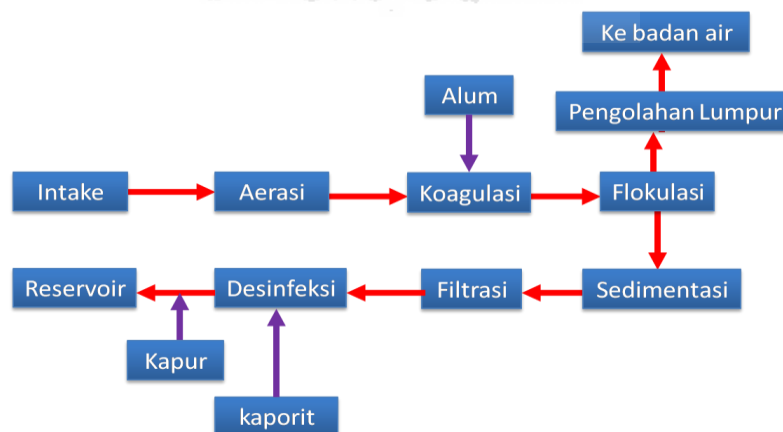 Ke badan air
Alum
Pengolahan Lumpur
Intake
Aerasi
Koagulasi
Flokulasi
Reservoir
Desinfeksi
Filtrasi
Sedimentasi
Kapur
kaporit